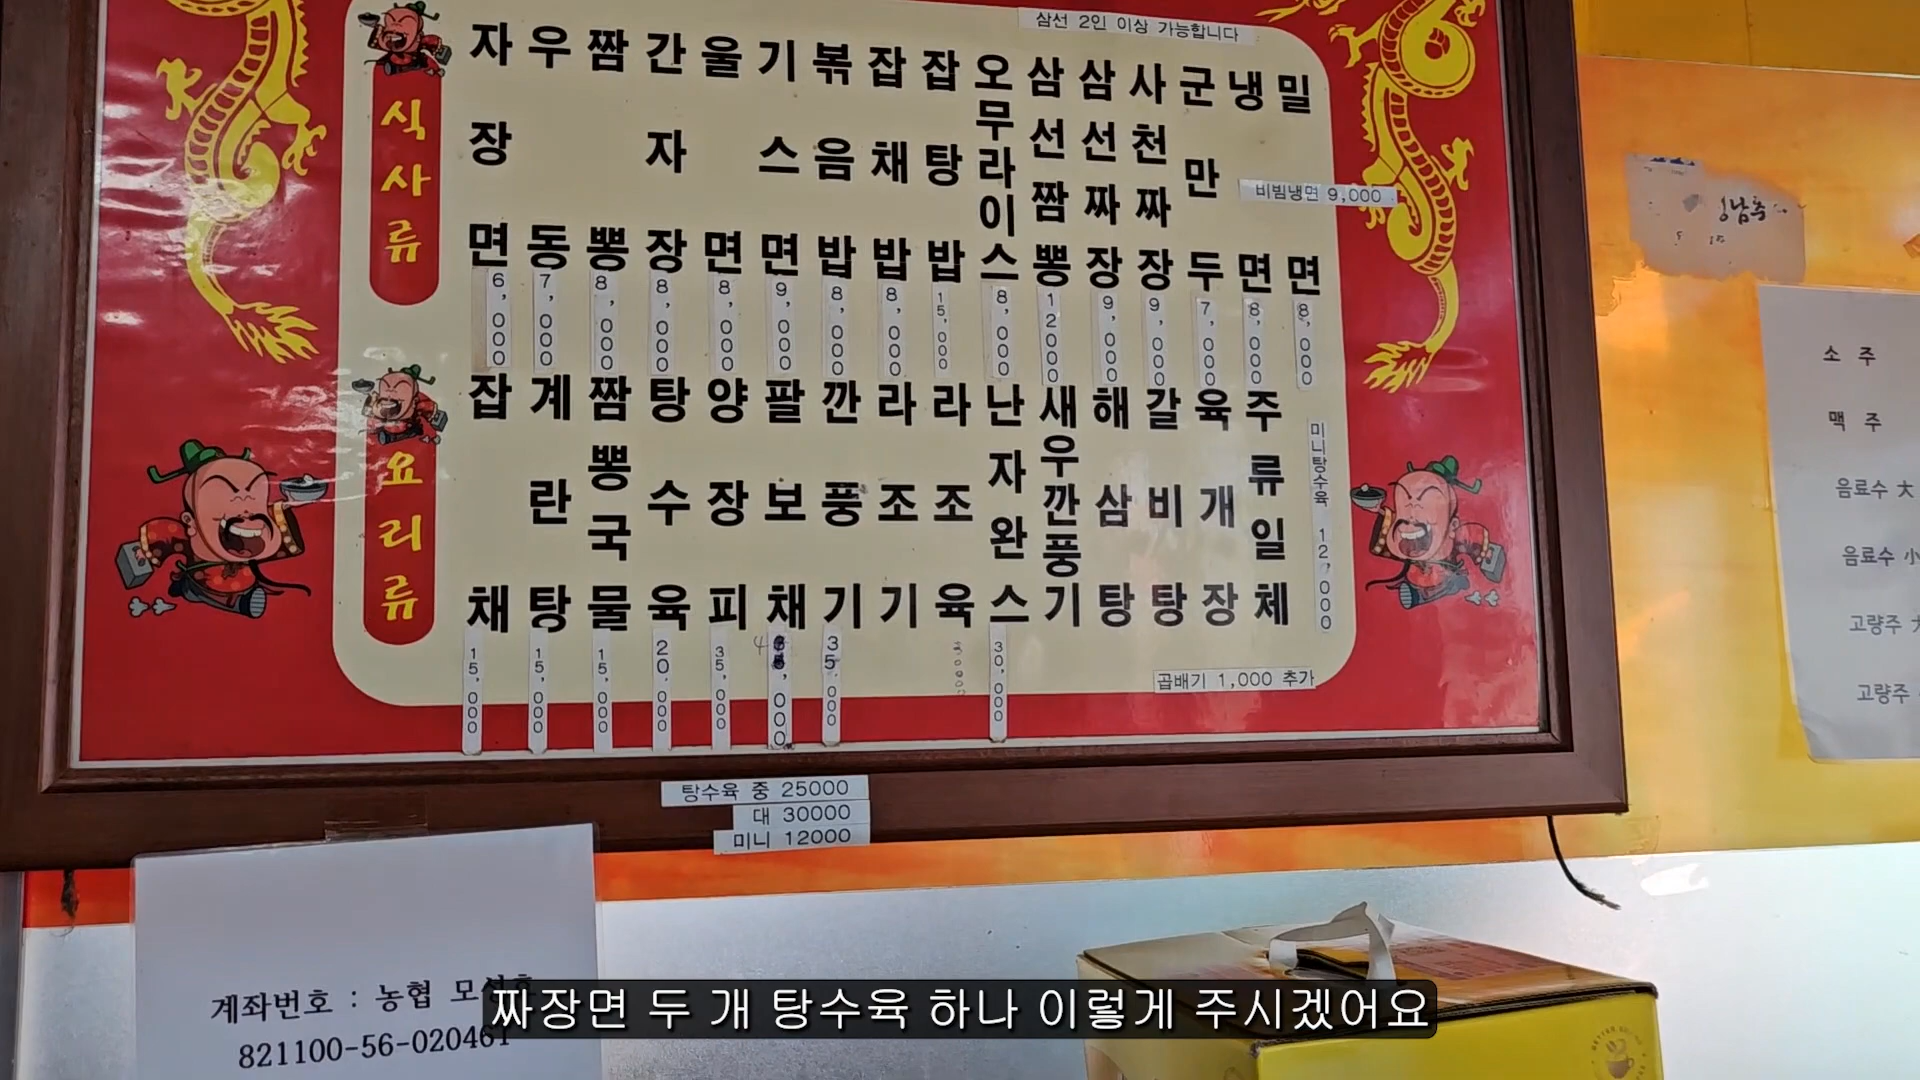 삼선 2인 이상 가능합니다
식사류
자장면 6,000
우동 7,000
짬뽕 8,000
간자장 8,000
울면 8,000
기스면 9,000
볶음밥 8,000
잡채밥 8,000
잡탕밥 15,000
오무라이스 8,000
삼선짬뽕 12000
삼선짜장 9,000
사천짜장 9,000
군만두 7,000
냉면 8,000
밀면 8,000
비빔냉면 9,000
요리류
잡채 15,000
계란탕 15,000
짬뽕국물 15,000
탕수육 20,000
양장피 35,000
팔보채
깐풍기 35,000
라조기
라조육 30000
난자완스 30,000
새우깐풍기
해삼탕
갈비탕
육개장
주류일체
미니탕수육 12,000
곱배기 1,000 추가
탕수육 중 25000
대 30000
미니 12000
소 주
맥 주
음료수 大
음료수 小
고량주
고량주
계좌번호 : 농협
821100-56-020461
짜장면 두 개 탕수육 하나 이렇게 주시겠어요